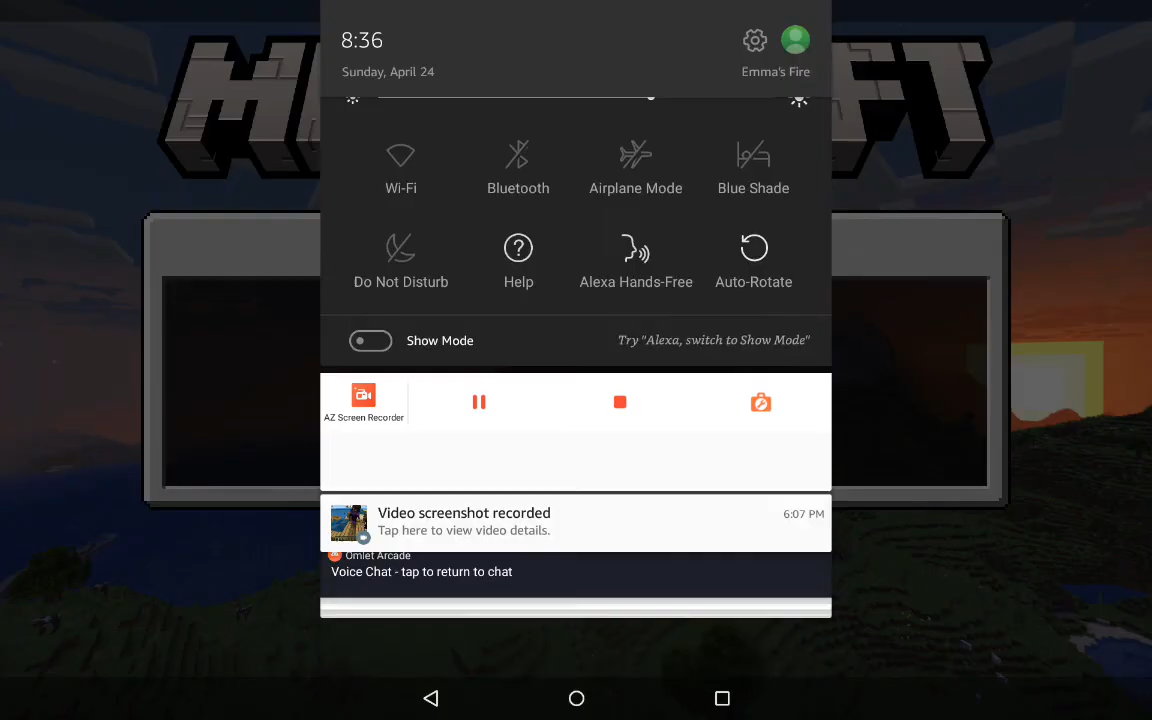 8:36
Sunday, April 24
Emma's Fire
Wi-Fi
Bluetooth
Airplane Mode
Blue Shade
Do Not Disturb
Help
Alexa Hands-Free
Auto-Rotate
Show Mode
Try "Alexa, switch to Show Mode"
AZ Screen Recorder
Video screenshot recorded
6:07 PM
Tap here to view video details.
Omlet Arcade
Voice Chat - tap to return to chat